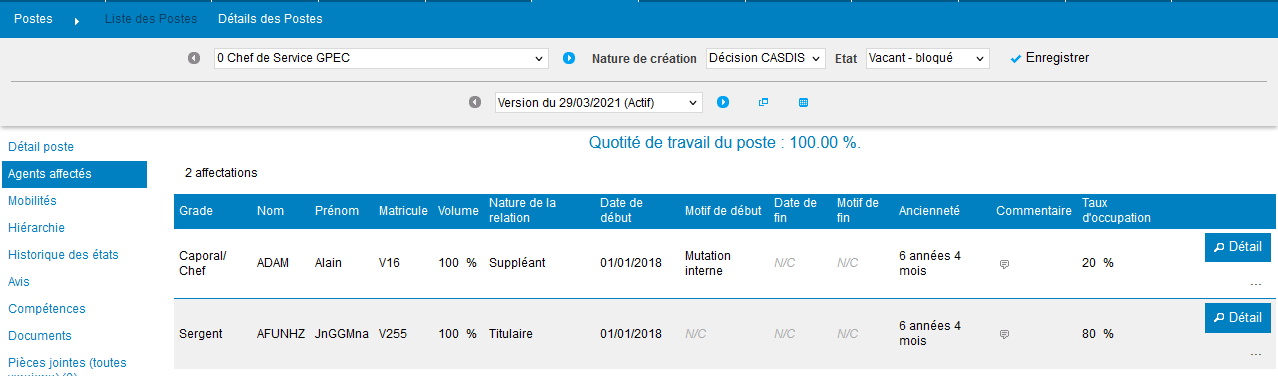 Postes Liste des Postes Détails des Postes
0 Chef de Service GPEC Nature de création Décision CASDIS Etat Vacant - bloqué Enregistrer
Version du 29/03/2021 (Actif)
Détail poste
Agents affectés
Mobilités
Hiérarchie
Historique des états
Avis
Compétences
Documents
Pièces jointes (toutes
Quotité de travail du poste : 100.00 %.
2 affectations
Grade Nom Prénom Matricule Volume Nature de la relation Date de début Motif de début Date de fin Motif de fin Ancienneté Commentaire Taux d'occupation
Caporal/ Chef ADAM Alain V16 100 % Suppléant 01/01/2018 Mutation interne N/C N/C 6 années 4 mois 20 % Détail
...
Sergent AFUNHZ JnGGMna V255 100 % Titulaire 01/01/2018 N/C N/C N/C 6 années 4 mois 80 % Détail
...